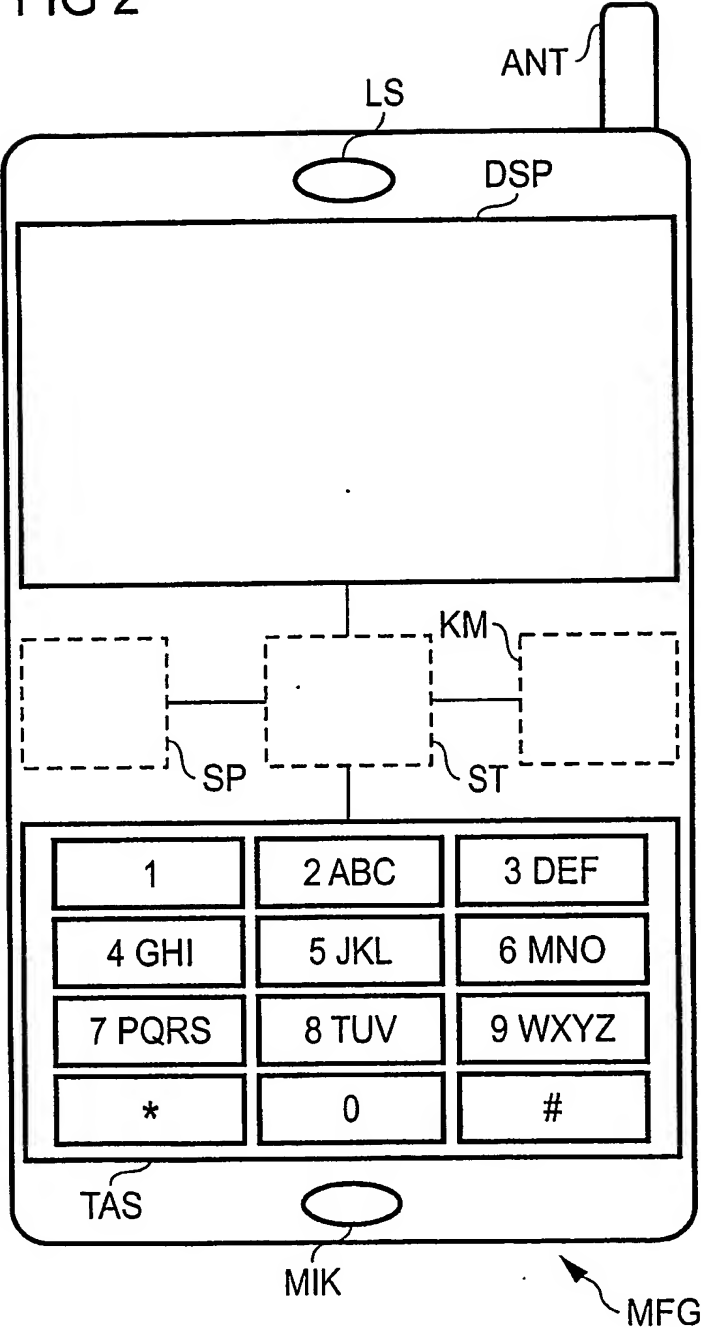 FIG 2
ANT
LS
DSP
KM
SP
ST
1 2 ABC 3 DEF
4 GHI 5 JKL 6 MNO
7 PQRS 8 TUV 9 WXYZ
* 0 #
TAS
MIK
MFG